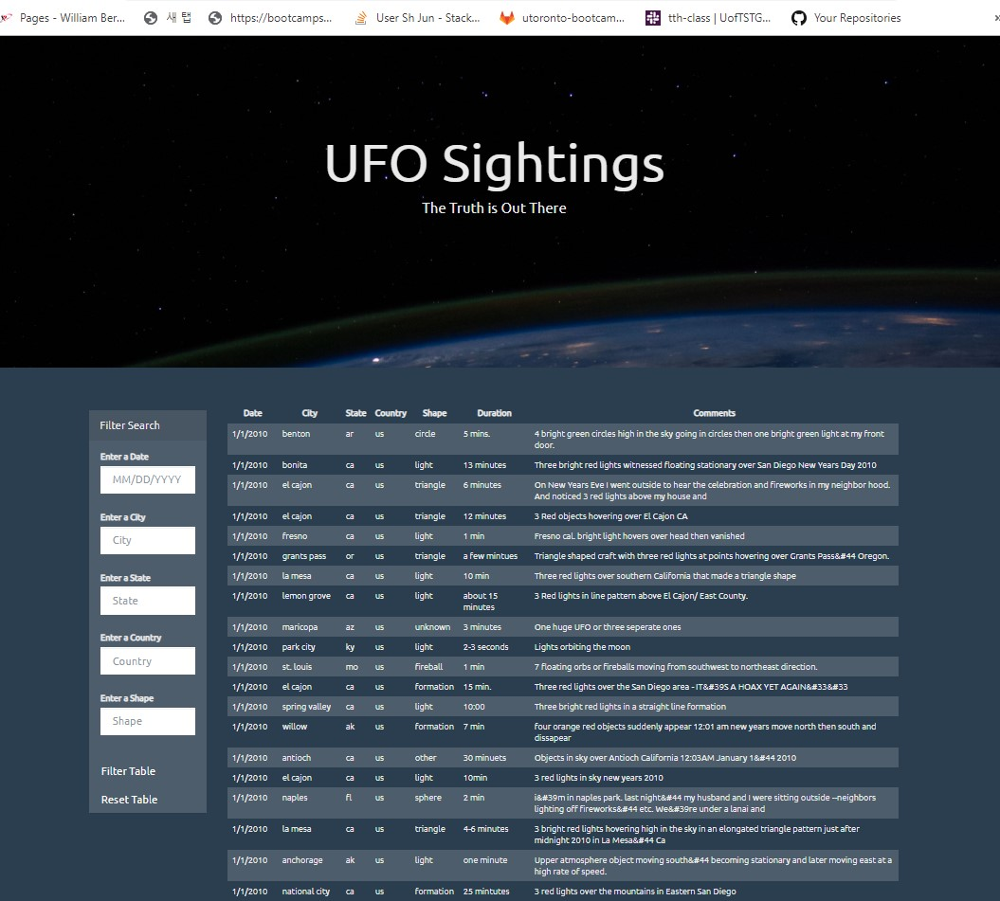 Pages - William Ber...
새 탭
https://bootcamps...
User Sh Jun - Stack...
utoronto-bootcam...
tth-class | UofTSTG...
Your Repositories
»
UFO Sightings
The Truth is Out There
Filter Search
Enter a Date
MM/DD/YYYY
Enter a City
City
Enter a State
State
Enter a Country
Country
Enter a Shape
Shape
Filter Table
Reset Table
Date City State Country Shape Duration Comments
1/1/2010 benton ar us circle 5 mins. 4 bright green circles high in the sky going in circles then one bright green light at my front
door.
1/1/2010 bonita ca us light 13 minutes Three bright red lights witnessed floating stationary over San Diego New Years Day 2010
1/1/2010 el cajon ca us triangle 6 minutes On New Years Eve I went outside to hear the celebration and fireworks in my neighbor hood.
And noticed 3 red lights above my house and
1/1/2010 el cajon ca us triangle 12 minutes 3 Red objects hovering over El Cajon CA
1/1/2010 fresno ca us light 1 min Fresno cal. bright light hovers over head then vanished
1/1/2010 grants pass or us triangle a few mintues Triangle shaped craft with three red lights at points hovering over Grants Pass&#44 Oregon.
1/1/2010 la mesa ca us light 10 min Three red lights over southern California that made a triangle shape
1/1/2010 lemon grove ca us light about 15 3 Red lights in line pattern above El Cajon/ East County.
minutes
1/1/2010 maricopa az us unknown 3 minutes One huge UFO or three seperate ones
1/1/2010 park city ky us light 2-3 seconds Lights orbiting the moon
1/1/2010 st. louis mo us fireball 1 min 7 floating orbs or fireballs moving from southwest to northeast direction.
1/1/2010 el cajon ca us formation 15 min. Three red lights over the San Diego area - IT&#39S A HOAX YET AGAIN&#33&#33
1/1/2010 spring valley ca us light 10:00 Three bright red lights in a straight line formation
1/1/2010 willow ak us formation 7 min four orange red objects suddenly appear 12:01 am new years move north then south and
dissapear
1/1/2010 antioch ca us other 30 minuets Objects in sky over Antioch California 12:03AM January 1&#44 2010
1/1/2010 el cajon ca us light 10min 3 red lights in sky new years 2010
1/1/2010 naples fl us sphere 2 min i&#39m in naples park. last night&#44 my husband and I were sitting outside --neighbors
lighting off fireworks&#44 etc. We&#39re under a lanai and
1/1/2010 la mesa ca us triangle 4-6 minutes 3 bright red lights hovering high in the sky in an elongated triangle pattern just after
midnight 2010 in La Mesa&#44 Ca
1/1/2010 anchorage ak us light one minute Upper atmosphere object moving south&#44 becoming stationary and later moving east at a
high rate of speed.
1/1/2010 national city ca us formation 25 mintutes 3 red lights over the mountains in Eastern San Diego